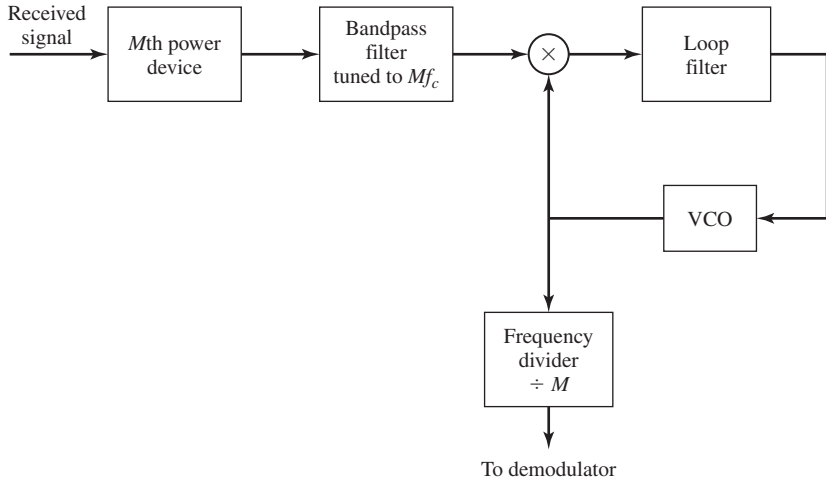 Received
signal
Mth power
device
Bandpass
filter
tuned to Mf_c
×
Loop
filter
VCO
Frequency
divider
÷ M
To demodulator